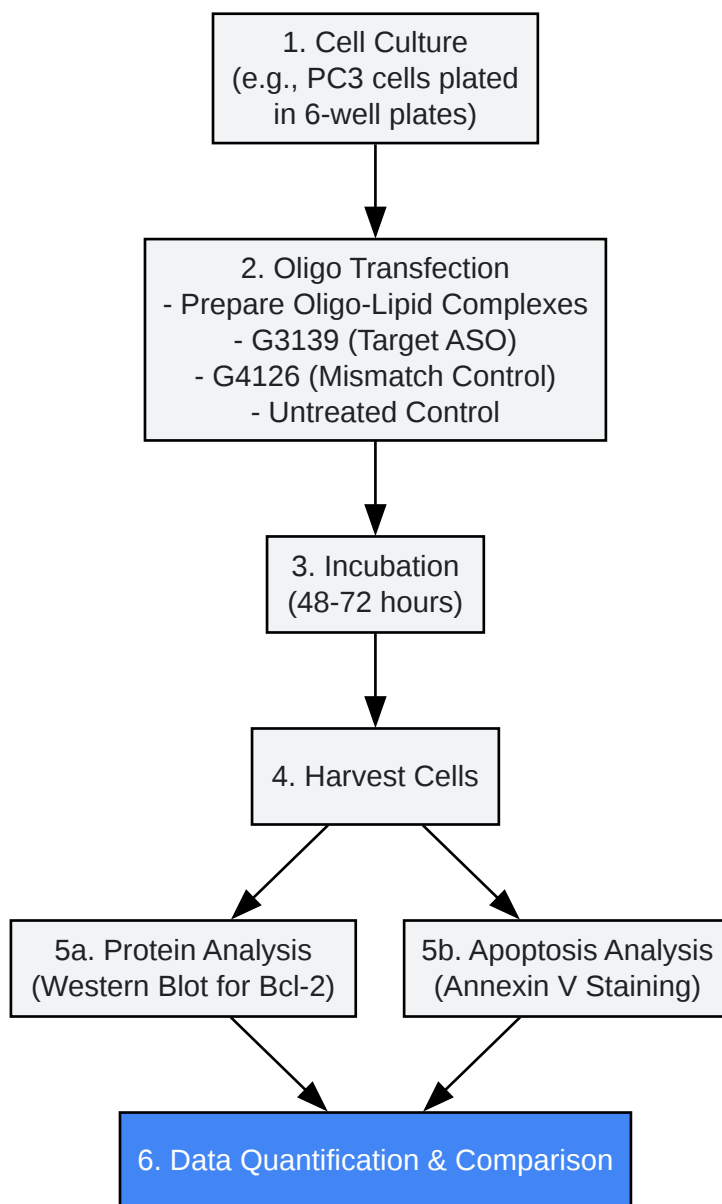 1. Cell Culture
(e.g., PC3 cells plated
in 6-well plates)
2. Oligo Transfection
- Prepare Oligo-Lipid Complexes
- G3139 (Target ASO)
- G4126 (Mismatch Control)
- Untreated Control
3. Incubation
(48-72 hours)
4. Harvest Cells
5a. Protein Analysis
(Western Blot for Bcl-2)
5b. Apoptosis Analysis
(Annexin V Staining)
6. Data Quantification & Comparison